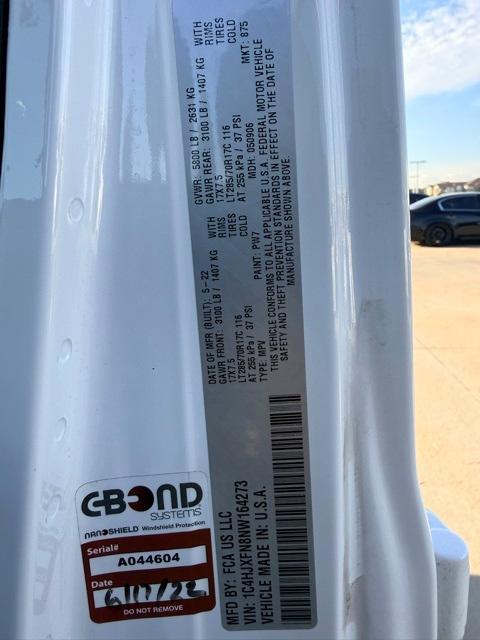 MFD BY: FCA US LLC
VIN: 1C4HJXFN8NW164273
VEHICLE MADE IN: U.S.A.
DATE OF MFR (BUILT): 5-22
GVWR: 5800 LB / 2631 KG
GAWR FRONT: 3100 LB / 1407 KG WITH
17X7.5 RIMS
LT285/70R17C 116 TIRES
AT 255 kPa / 37 PSI COLD
GAWR REAR: 3100 LB / 1407 KG WITH
17X7.5 RIMS
LT285/70R17C 116 TIRES
AT 255 kPa / 37 PSI COLD
TYPE: MPV
MDH: 050906
MKT: 875
PAINT: PW7
THIS VEHICLE CONFORMS TO ALL APPLICABLE U.S.A. FEDERAL MOTOR VEHICLE
SAFETY AND THEFT PREVENTION STANDARDS IN EFFECT ON THE DATE OF
MANUFACTURE SHOWN ABOVE.
C-BOND
SYSTEMS
NANOSHIELD Windshield Protection
Serial#
A044604
Date
6/17/22
DO NOT REMOVE